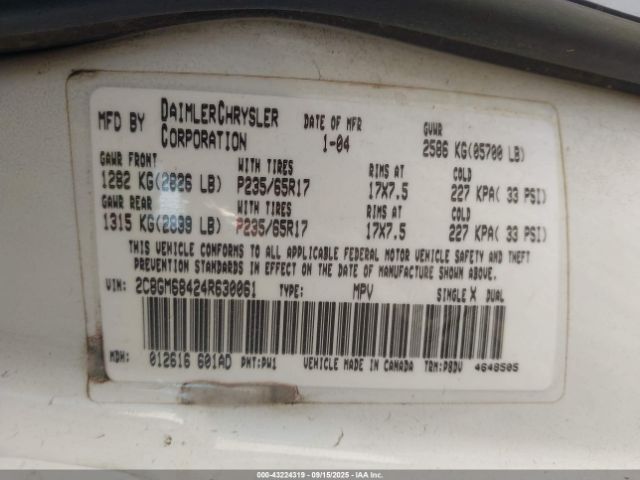 MFD BY DAIMLERCHRYSLER CORPORATION DATE OF MFR 1-04 GVWR 2586 KG(05700 LB)
GAWR FRONT WITH TIRES RIMS AT COLD
1282 KG(2826 LB) P235/65R17 17X7.5 227 KPA( 33 PSI)
GAWR REAR WITH TIRES RIMS AT COLD
1315 KG(2899 LB) P235/65R17 17X7.5 227 KPA( 33 PSI)
THIS VEHICLE CONFORMS TO ALL APPLICABLE FEDERAL MOTOR VEHICLE SAFETY AND THEFT
PREVENTION STANDARDS IN EFFECT ON THE DATE OF MANUFACTURE SHOWN ABOVE.
VIN: 2C8GM68424R630061 TYPE: MPV SINGLE X DUAL
MDH: 012616 601AD PNT:PW1 VEHICLE MADE IN CANADA TRM:P8DV 4648505
000-43224319 - 09/15/2025 - IAA Inc.